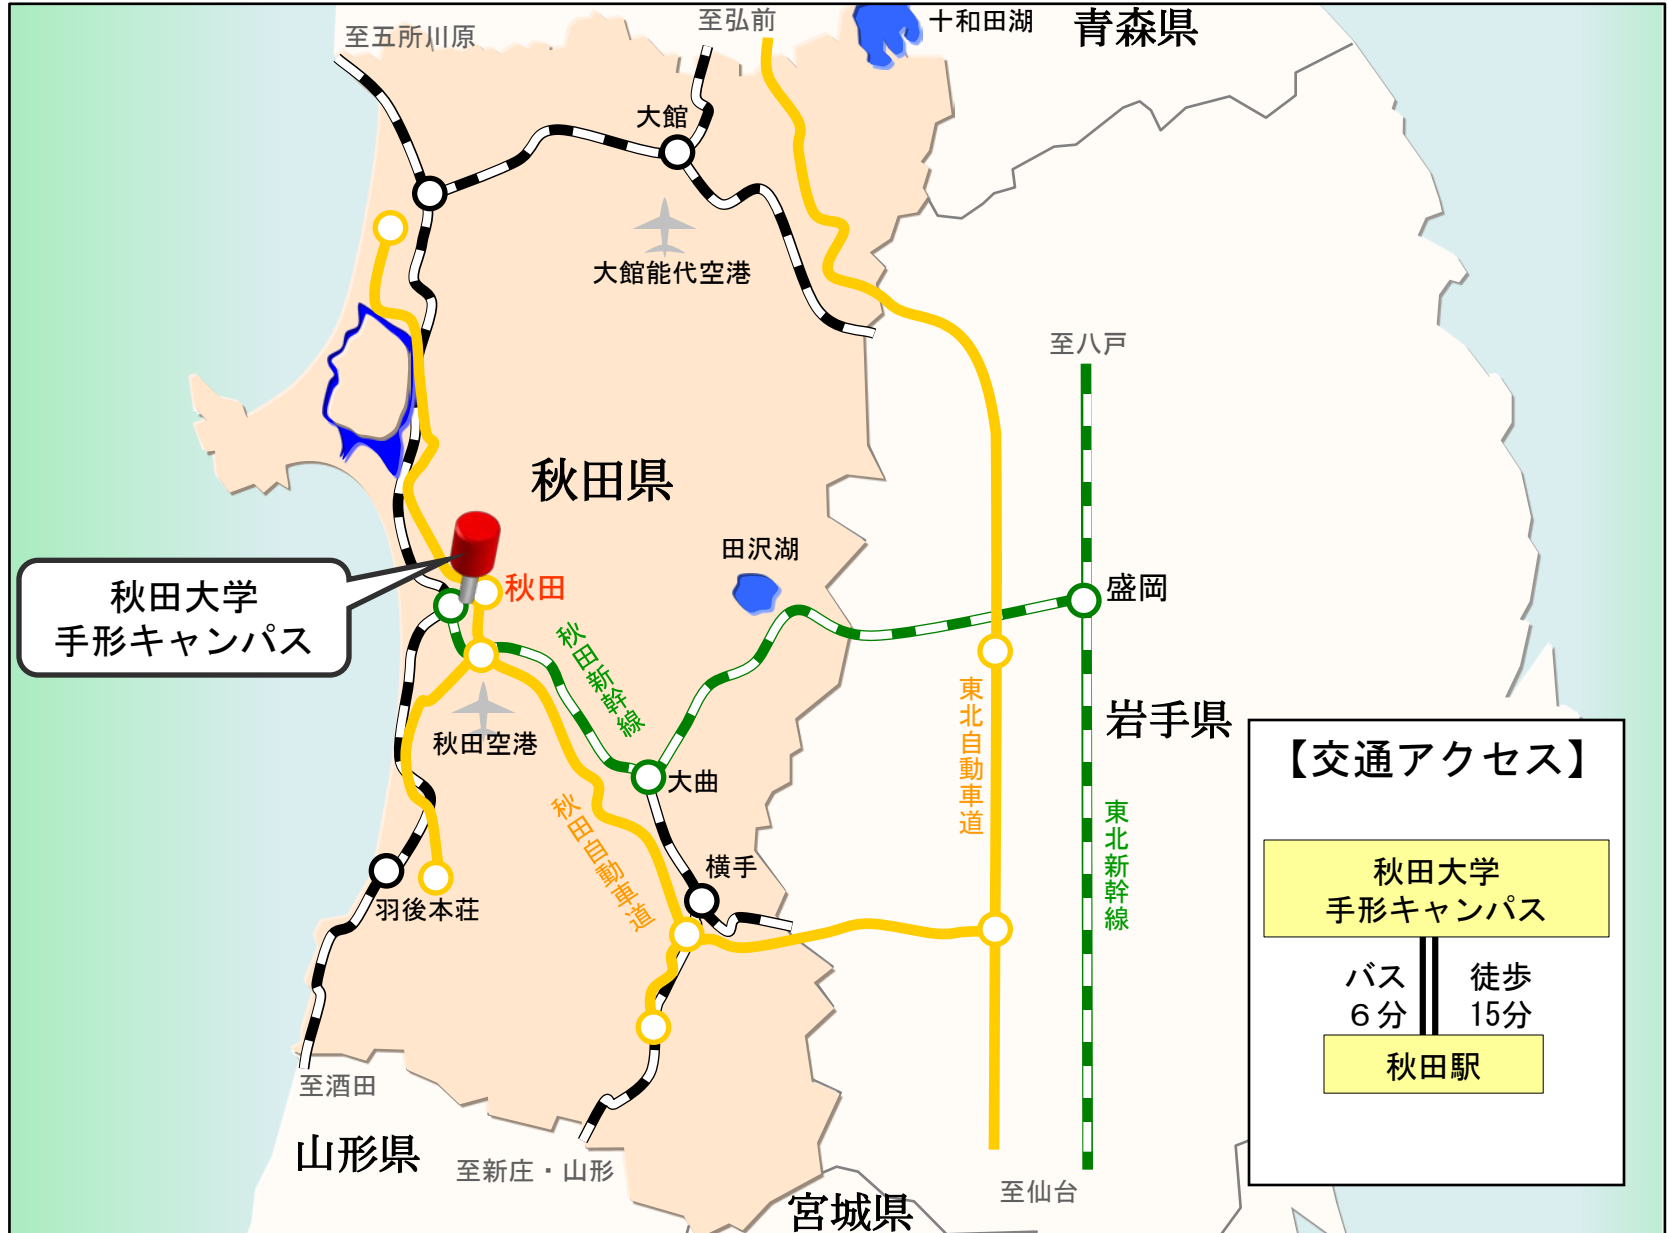 至五所川原
至弘前
十和田湖
青森県
大館
大館能代空港
至八戸
秋田県
田沢湖
秋田
盛岡
秋田大学
手形キャンパス
秋田新幹線
東北自動車道
岩手県
秋田空港
大曲
秋田自動車道
東北新幹線
横手
羽後本荘
【交通アクセス】
秋田大学
手形キャンパス
バス
６分
徒歩
15分
秋田駅
至酒田
山形県
至新庄・山形
至仙台
宮城県